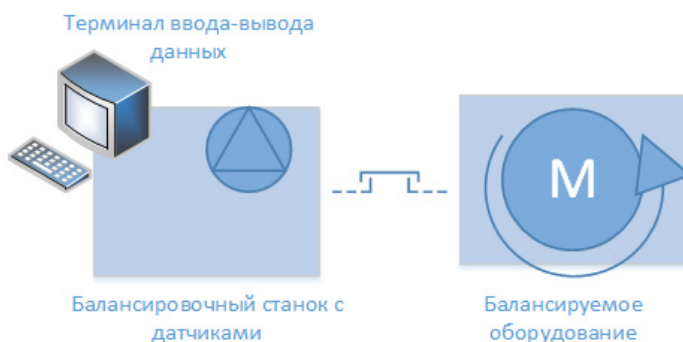 Терминал ввода-вывода
данных
М
Балансировочный станок с
датчиками
Балансируемое
оборудование